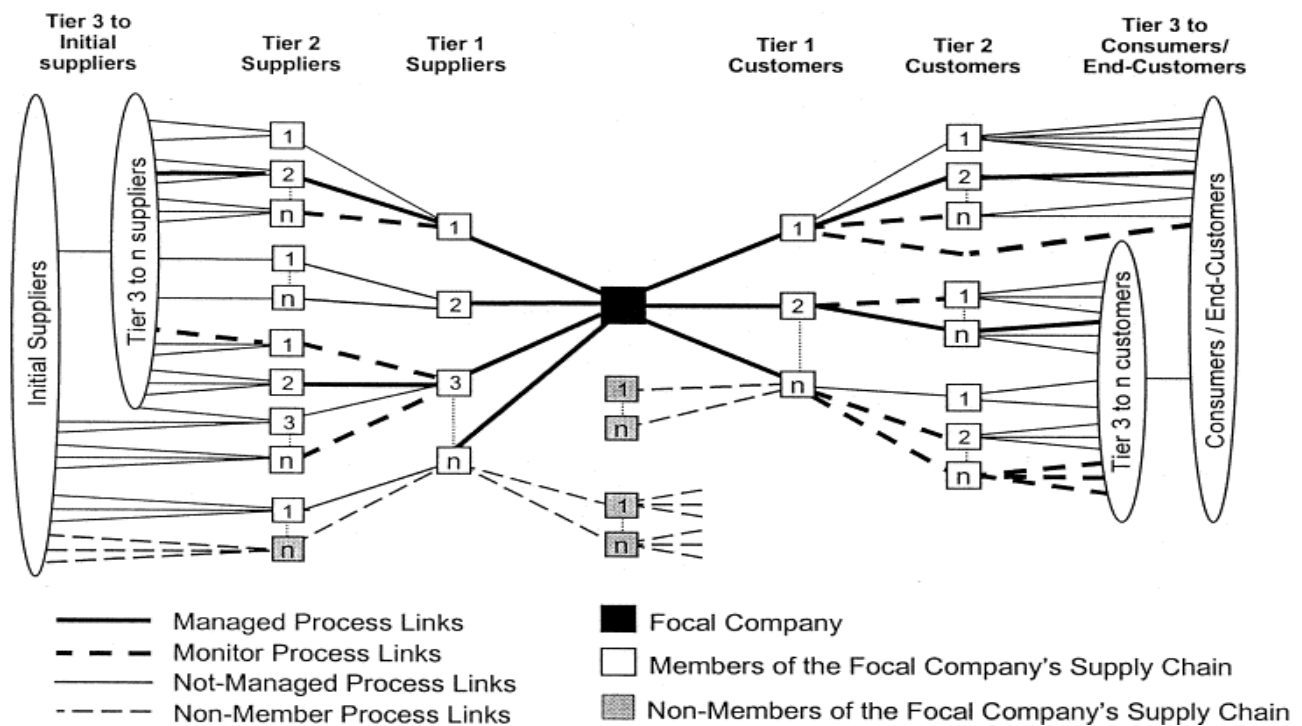 Tier 3 to
Initial
suppliers
Tier 2
Suppliers
Tier 1
Suppliers
Tier 1
Customers
Tier 2
Customers
Tier 3 to
Consumers/
End-Customers
Initial Suppliers
Tier 3 to n suppliers
1
2
n
1
n
1
2
3
n
1
n
1
2
3
n
1
n
1
n
1
2
n
1
2
n
1
n
1
2
n
Tier 3 to n customers
Consumers / End-Customers
Managed Process Links
Monitor Process Links
Not-Managed Process Links
Non-Member Process Links
Focal Company
Members of the Focal Company's Supply Chain
Non-Members of the Focal Company's Supply Chain